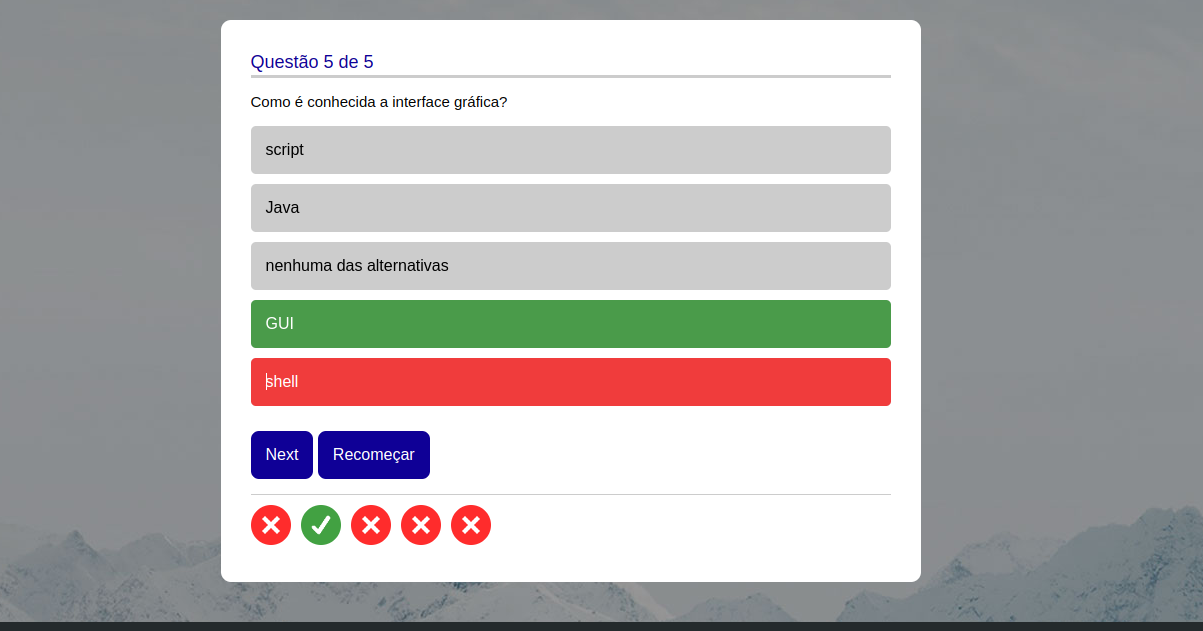 Questão 5 de 5
Como é conhecida a interface gráfica?
script
Java
nenhuma das alternativas
GUI
shell
Next Recomeçar